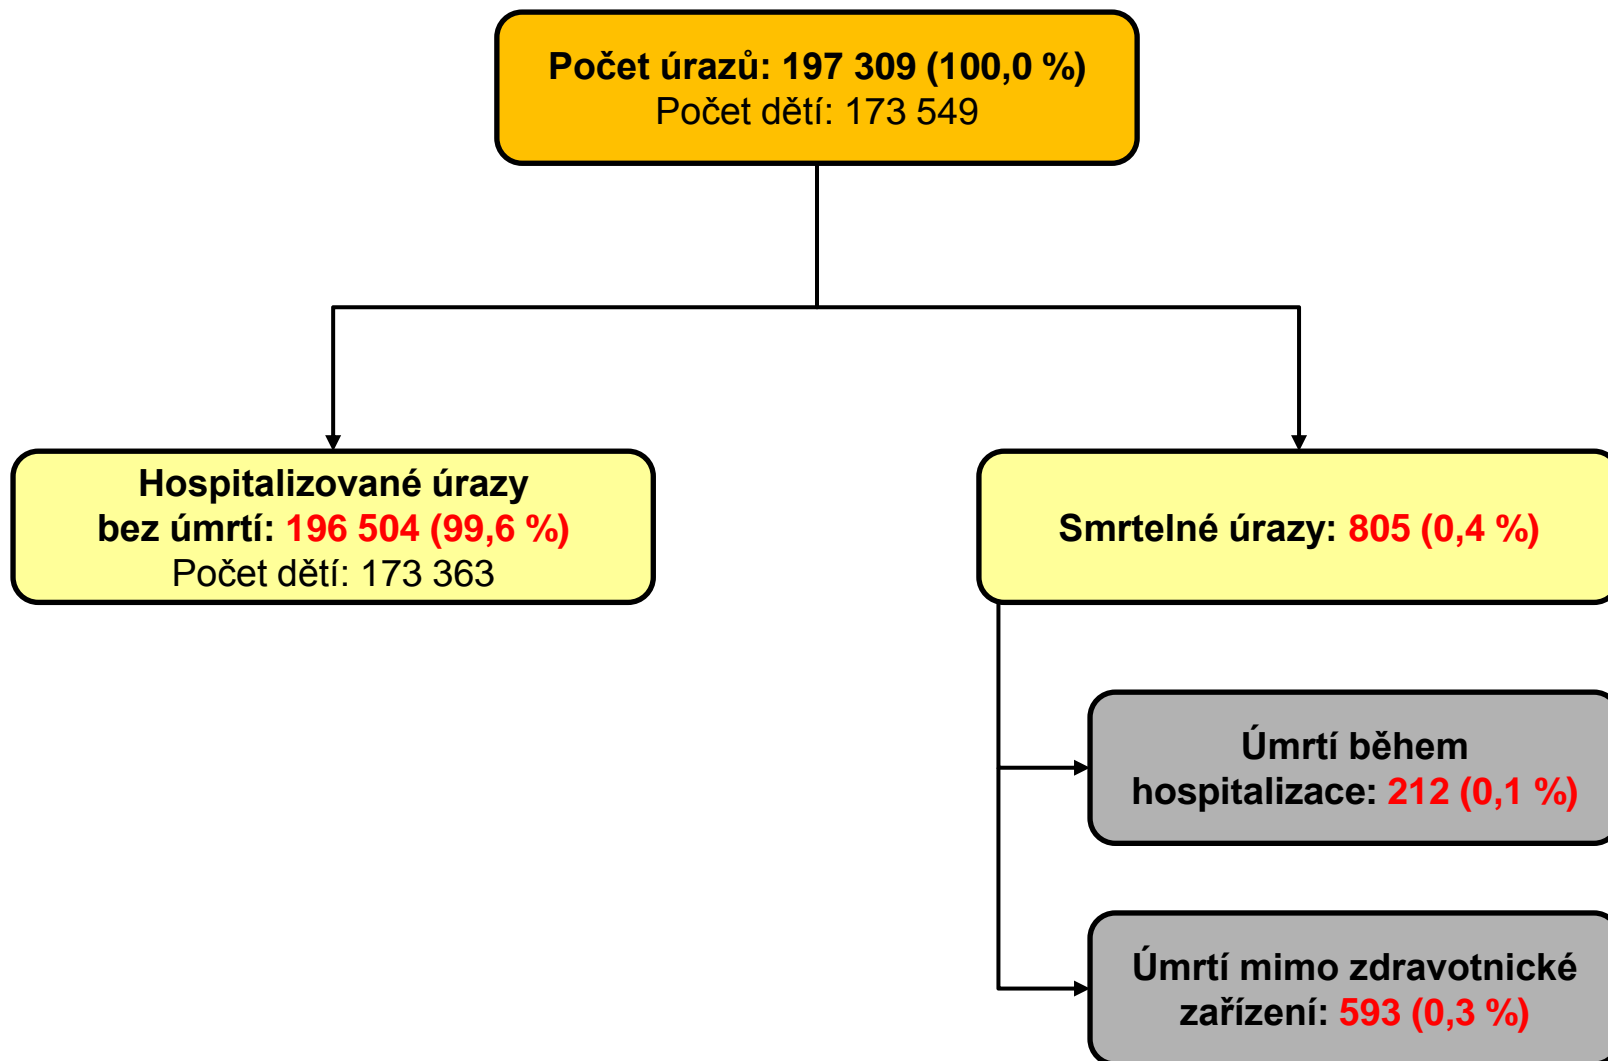 Počet úrazů: 197 309 (100,0 %)
Počet dětí: 173 549
Hospitalizované úrazy
bez úmrtí: 196 504 (99,6 %)
Počet dětí: 173 363
Smrtelné úrazy: 805 (0,4 %)
Úmrtí během
hospitalizace: 212 (0,1 %)
Úmrtí mimo zdravotnické
zařízení: 593 (0,3 %)